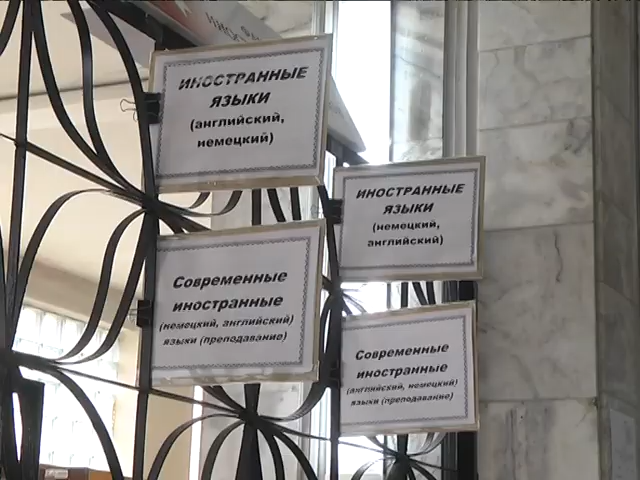 ИНОСТРАННЫЕ
ЯЗЫКИ
(английский,
немецкий)
ИНОСТРАННЫЕ
ЯЗЫКИ
(немецкий,
английский)
Современные
иностранные
(немецкий, английский)
языки (преподавание)
Современные
иностранные
(английский, немецкий)
языки (преподавание)